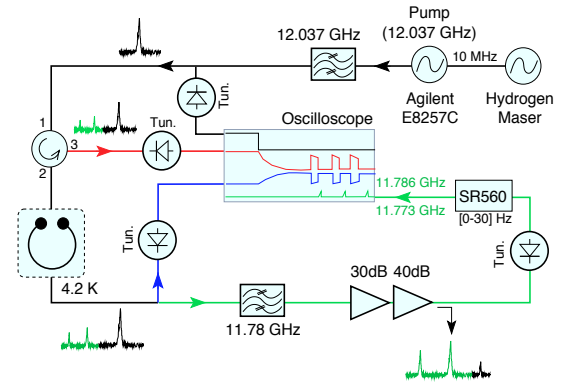 Pump
(12.037 GHz)
12.037 GHz
10 MHz
Agilent
E8257C
Hydrogen
Maser
Tun.
Oscilloscope
1
Tun.
3
2
11.786 GHz
11.773 GHz
SR560
[0-30] Hz
Tun.
Tun.
4.2 K
30dB
40dB
11.78 GHz